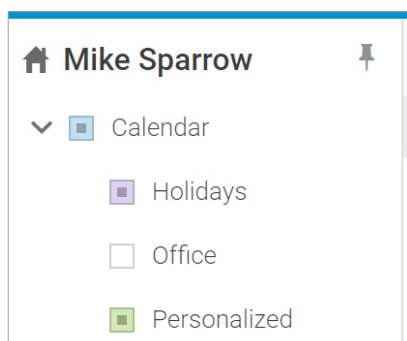 Mike Sparrow
Calendar
Holidays
Office
Personalized